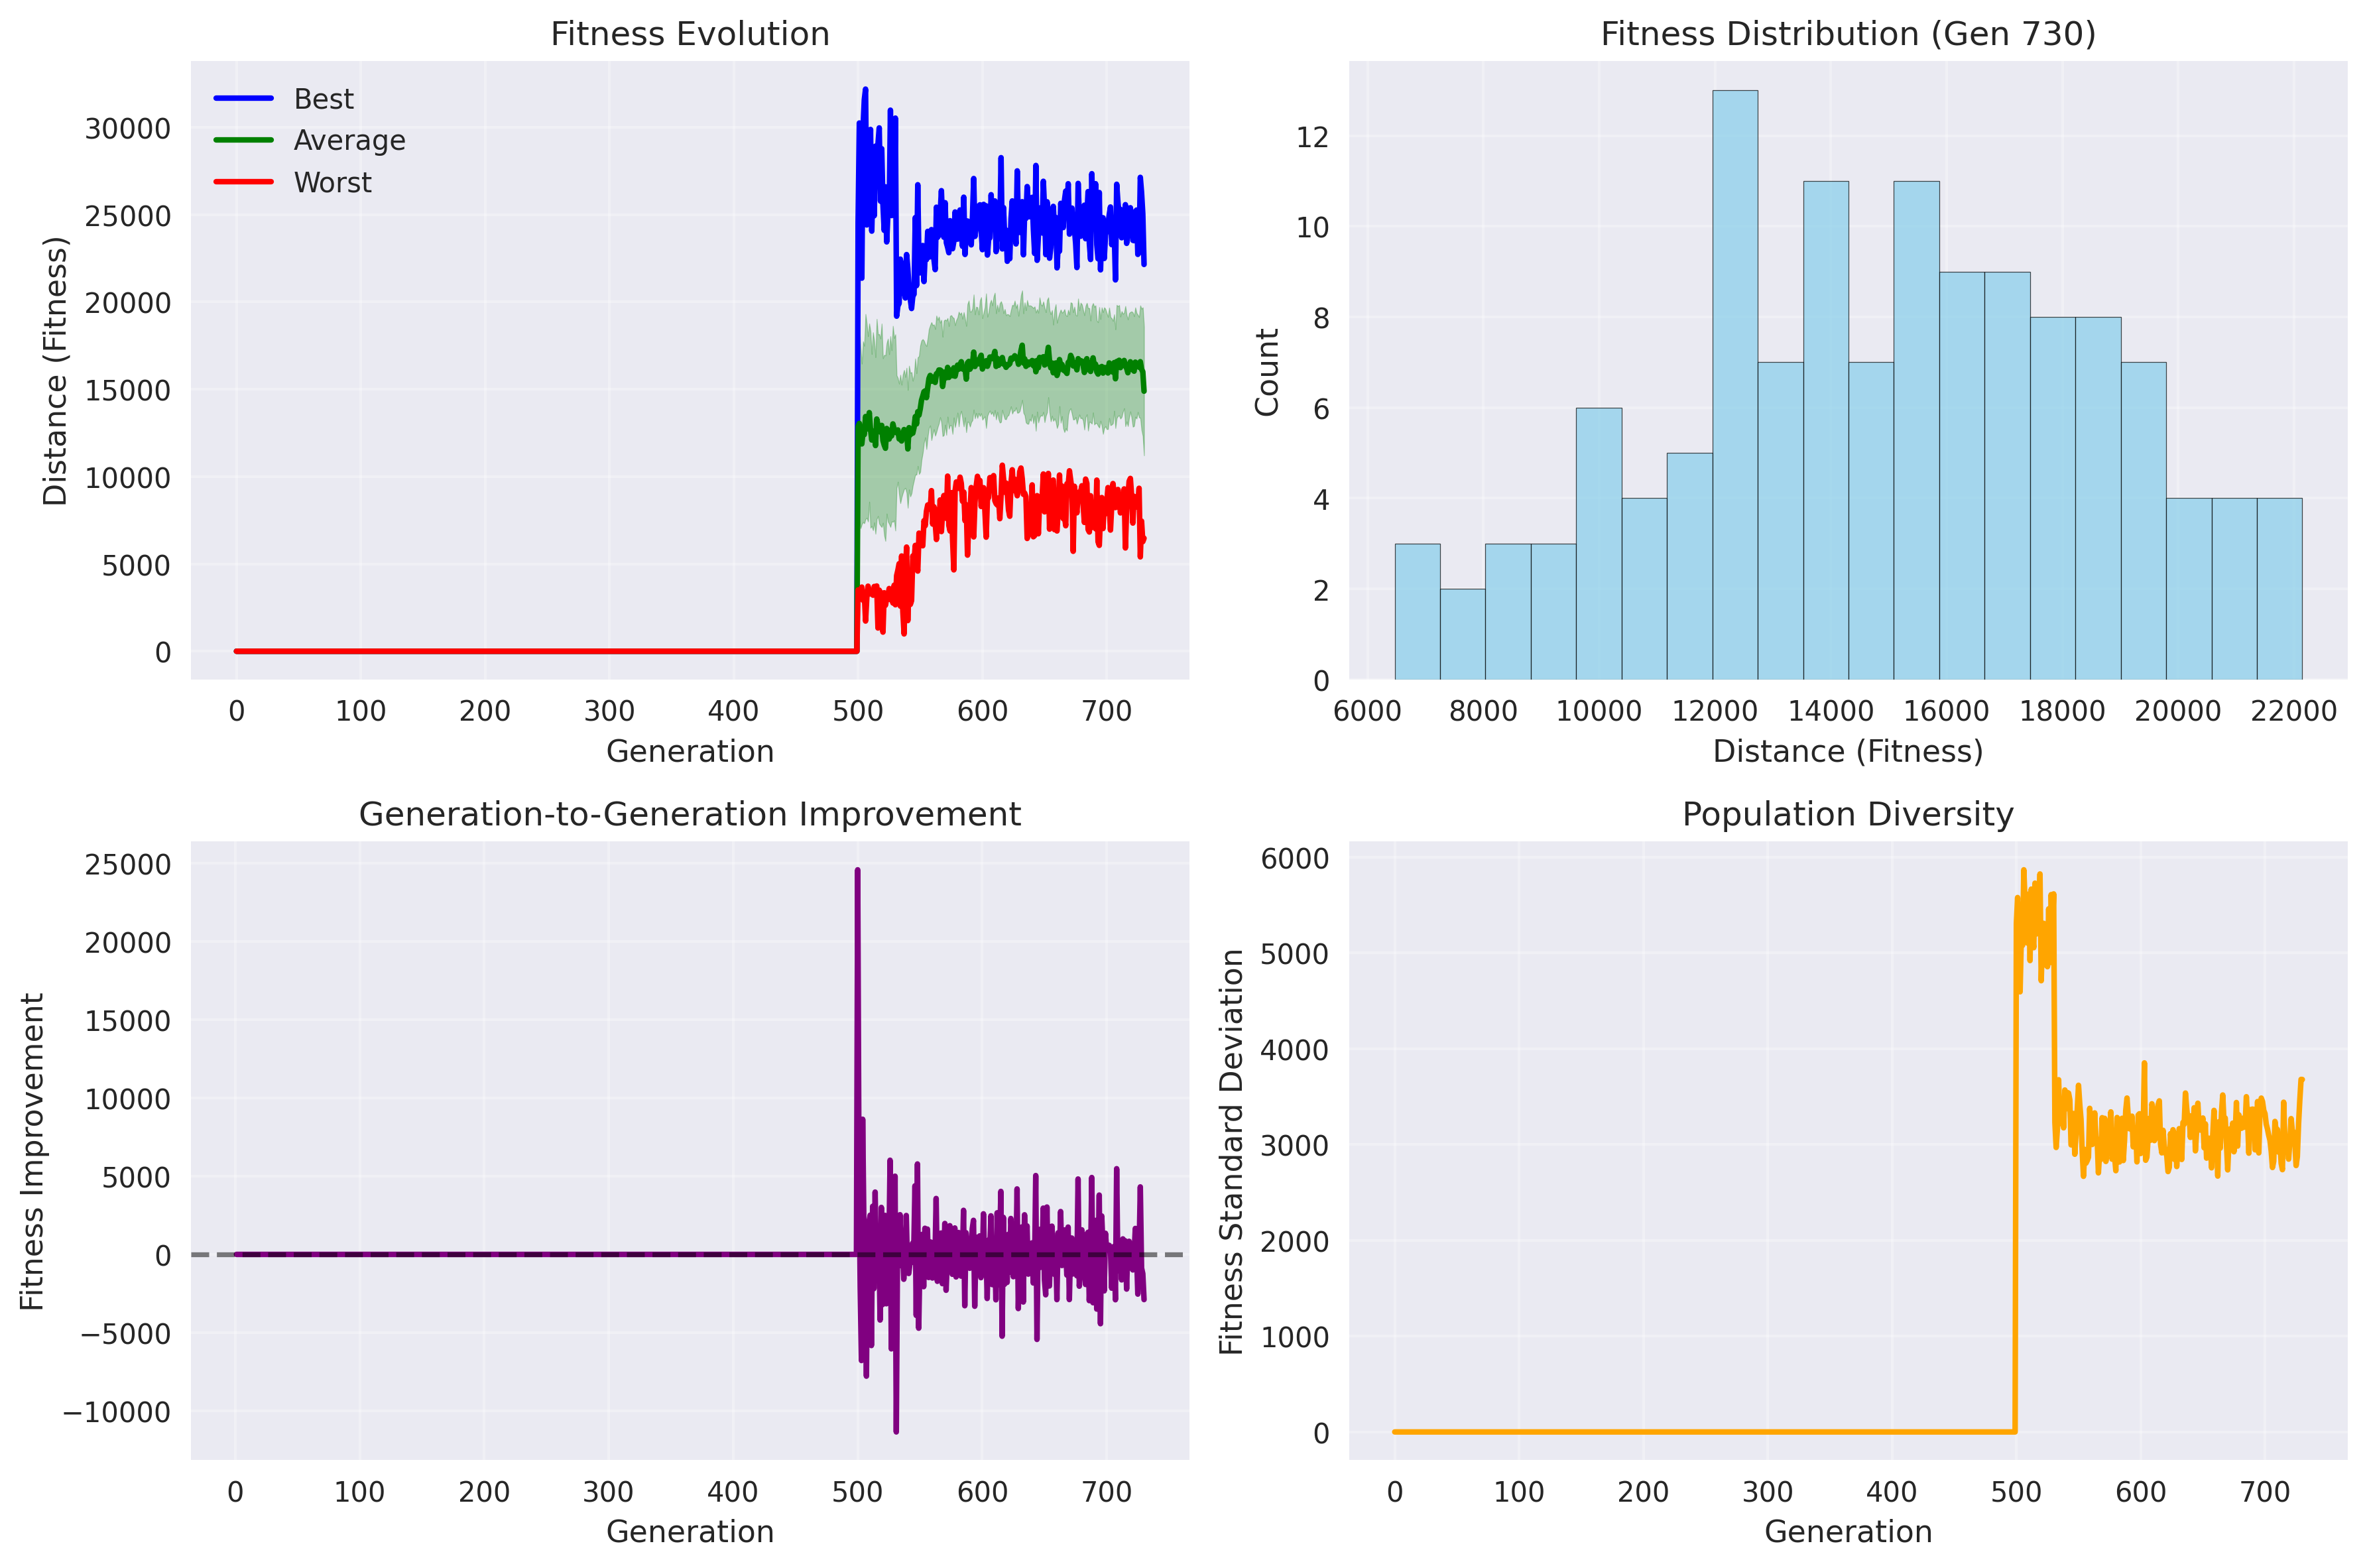 Fitness Evolution
Best
Average
Worst
30000
25000
20000
15000
10000
5000
0
Distance (Fitness)
0 100 200 300 400 500 600 700
Generation
Fitness Distribution (Gen 730)
12
10
8
6
4
2
0
Count
6000 8000 10000 12000 14000 16000 18000 20000 22000
Distance (Fitness)
Generation-to-Generation Improvement
25000
20000
15000
10000
5000
0
−5000
−10000
Fitness Improvement
0 100 200 300 400 500 600 700
Generation
Population Diversity
6000
5000
4000
3000
2000
1000
0
Fitness Standard Deviation
0 100 200 300 400 500 600 700
Generation